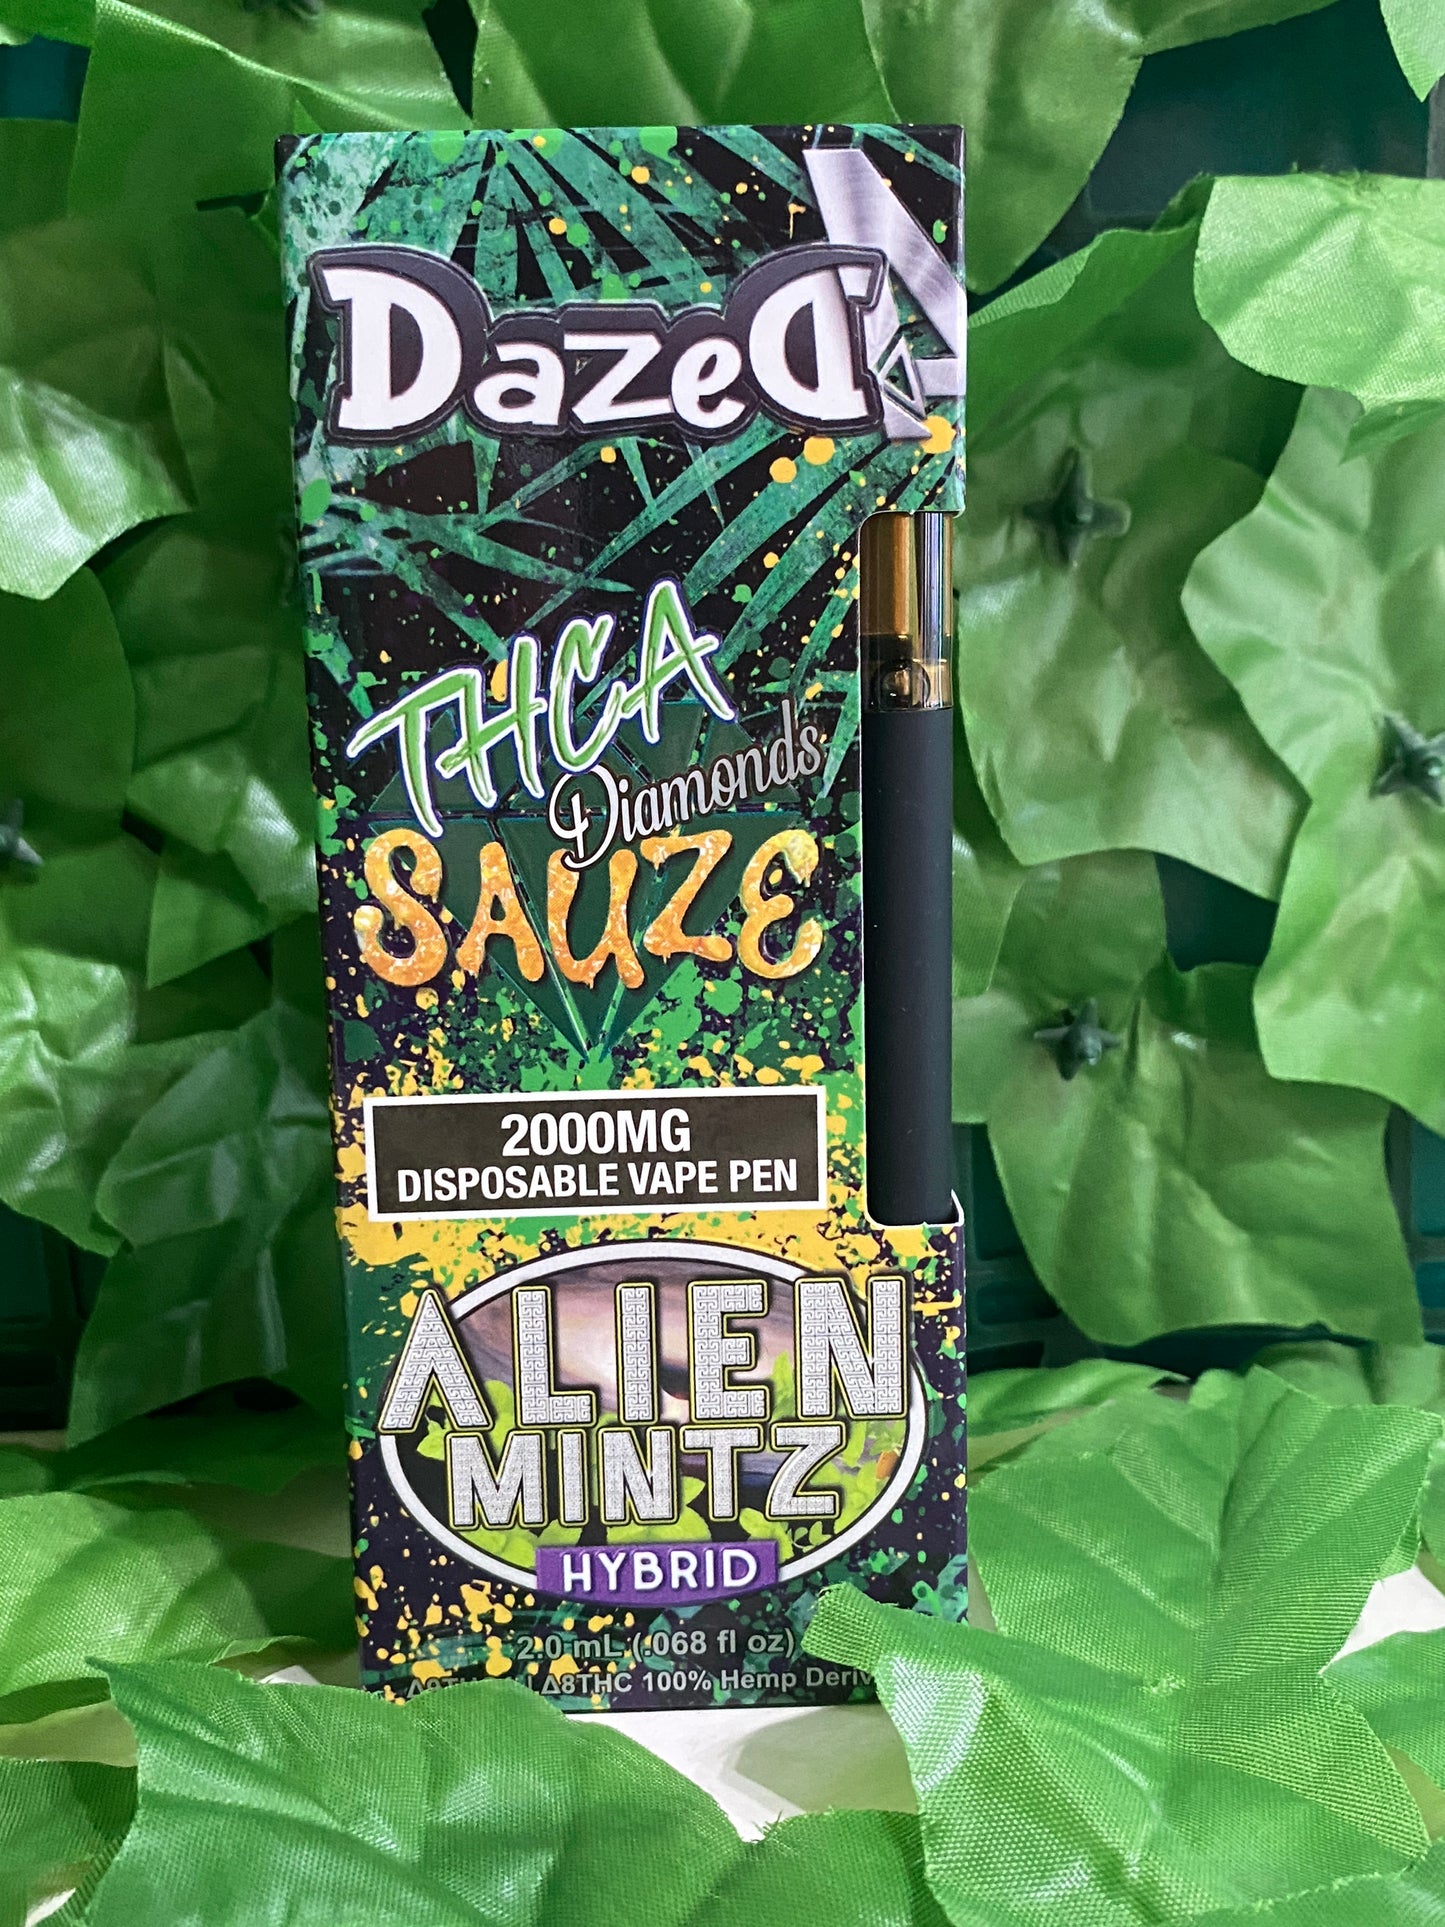 DazeD
THCA
Diamonds
SAUZE
2000MG
DISPOSABLE VAPE PEN
ALIEN
MINTZ
HYBRID
2.0 mL (.068 fl oz)
Δ8THC 100% Hemp